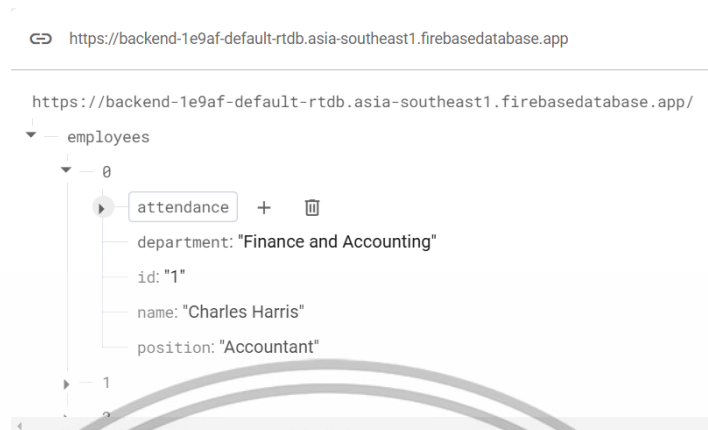 https://backend-1e9af-default-rtdb.asia-southeast1.firebasedatabase.app
https://backend-1e9af-default-rtdb.asia-southeast1.firebasedatabase.app/
employees
0
attendance
department: "Finance and Accounting"
id: "1"
name: "Charles Harris"
position: "Accountant"
1